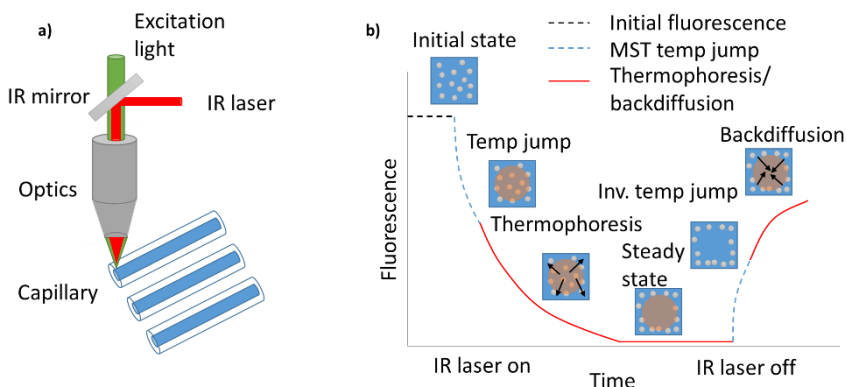 a)
Excitation
light
IR mirror
IR laser
Optics
Capillary
b)
Initial state
Initial fluorescence
MST temp jump
Thermophoresis/
backdiffusion
Temp jump
Backdiffusion
Inv. temp jump
Thermophoresis
Steady
state
Fluorescence
IR laser on
Time
IR laser off